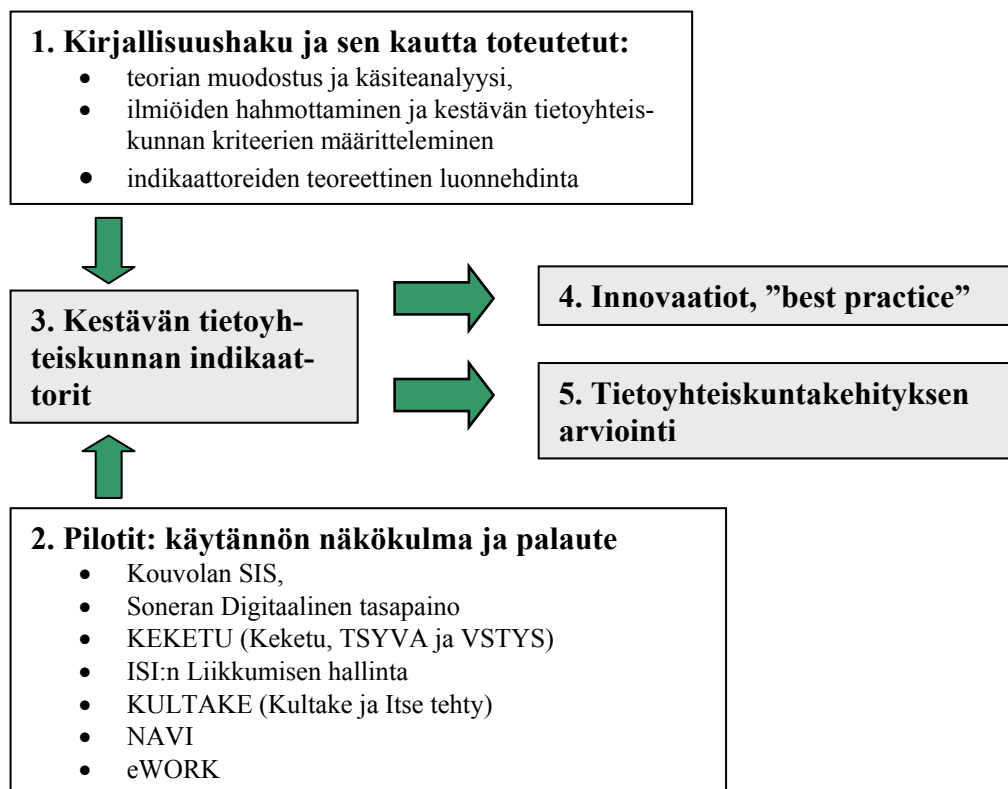 1. Kirjallisuushaku ja sen kautta toteutetut:
• teorian muodostus ja käsiteanalyysi,
• ilmiöiden hahmottaminen ja kestävän tietoyhteis-
kunnan kriteerien määritteleminen
• indikaattoreiden teoreettinen luonnehdinta
3. Kestävän tietoyh-
teiskunnan indikaat-
torit
4. Innovaatiot, ”best practice”
5. Tietoyhteiskuntakehityksen
arviointi
2. Pilotit: käytännön näkökulma ja palaute
• Kouvolan SIS,
• Soneran Digitaalinen tasapaino
• KEKETU (Keketu, TSYVA ja VSTYS)
• ISI:n Liikkumisen hallinta
• KULTAKE (Kultake ja Itse tehty)
• NAVI
• eWORK